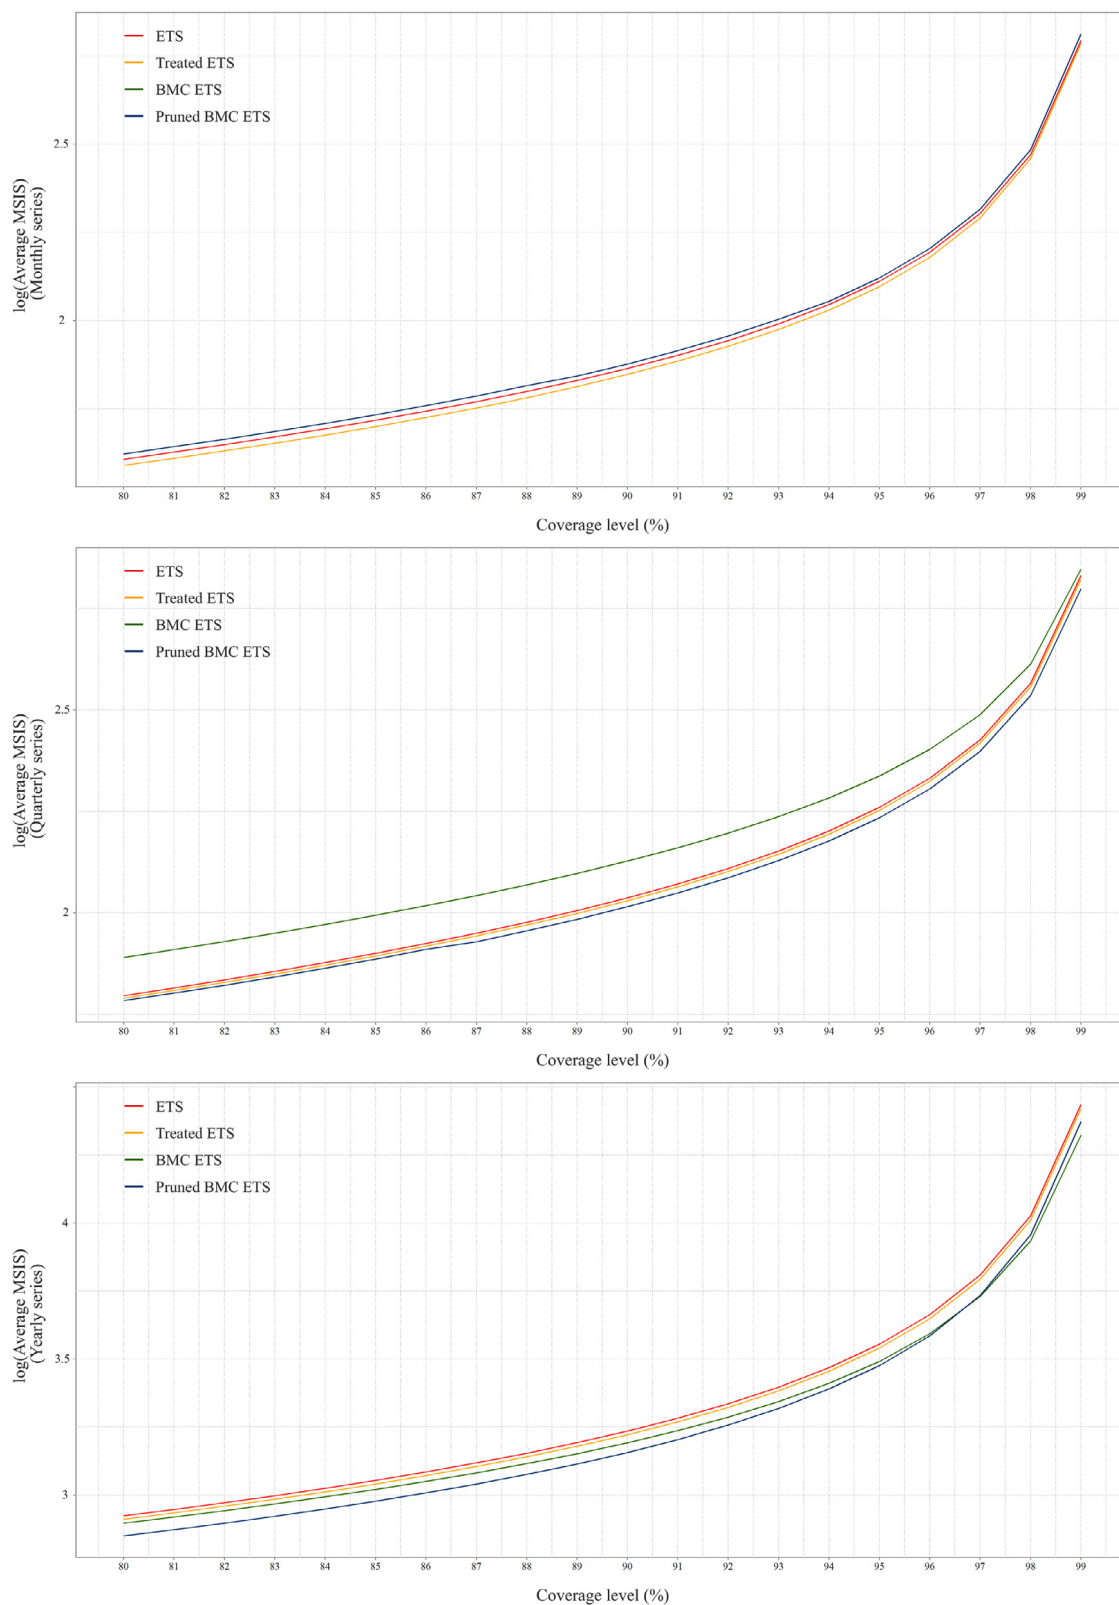 ETS
Treated ETS
BMC ETS
Pruned BMC ETS
2.5
2
log(Average MSIS)
(Monthly series)
80 81 82 83 84 85 86 87 88 89 90 91 92 93 94 95 96 97 98 99
Coverage level (%)
ETS
Treated ETS
BMC ETS
Pruned BMC ETS
2.5
2
log(Average MSIS)
(Quarterly series)
80 81 82 83 84 85 86 87 88 89 90 91 92 93 94 95 96 97 98 99
Coverage level (%)
ETS
Treated ETS
BMC ETS
Pruned BMC ETS
4
3.5
3
log(Average MSIS)
(Yearly series)
80 81 82 83 84 85 86 87 88 89 90 91 92 93 94 95 96 97 98 99
Coverage level (%)